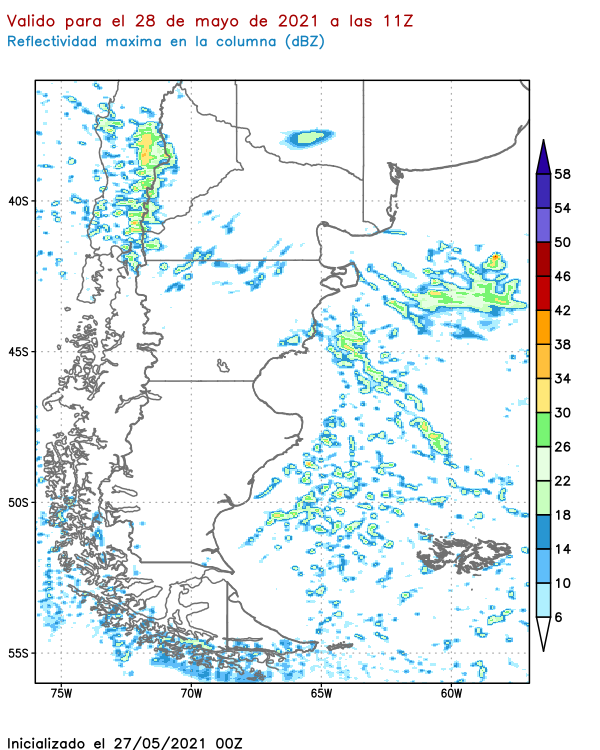 Valido para el 28 de mayo de 2021 a las 11Z
Reflectividad maxima en la columna (dBZ)
58
54
50
46
42
38
34
30
26
22
18
14
10
6
40S
45S
50S
55S
75W
70W
65W
60W
Inicializado el 27/05/2021 00Z